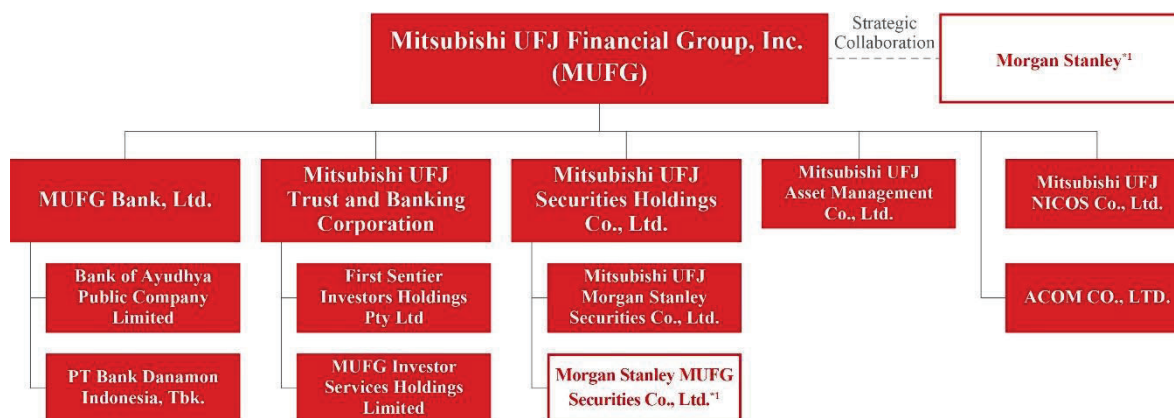 Mitsubishi UFJ Financial Group, Inc.
(MUFG)
Strategic
Collaboration
Morgan Stanley*1
MUFG Bank, Ltd.
Mitsubishi UFJ
Trust and Banking
Corporation
Mitsubishi UFJ
Securities Holdings
Co., Ltd.
Mitsubishi UFJ
Asset Management
Co., Ltd.
Mitsubishi UFJ
NICOS Co., Ltd.
Bank of Ayudhya
Public Company
Limited
First Sentier
Investors Holdings
Pty Ltd
Mitsubishi UFJ
Morgan Stanley
Securities Co., Ltd.
ACOM CO., LTD.
PT Bank Danamon
Indonesia, Tbk.
MUFG Investor
Services Holdings
Limited
Morgan Stanley MUFG
Securities Co., Ltd.*1